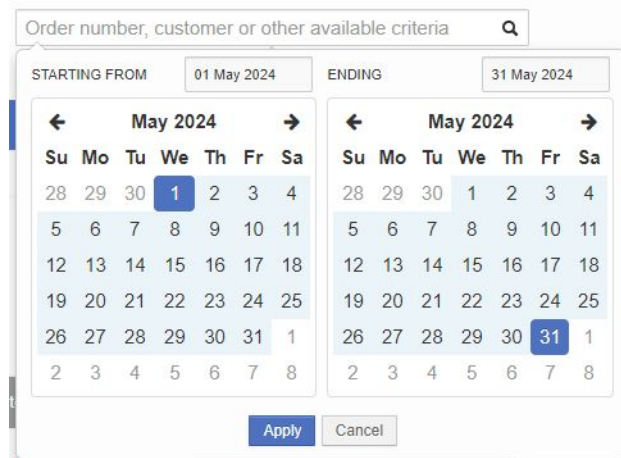 Order number, customer or other available criteria
STARTING FROM 01 May 2024 ENDING 31 May 2024
May 2024 May 2024
Su Mo Tu We Th Fr Sa Su Mo Tu We Th Fr Sa
28 29 30 1 2 3 4 28 29 30 1 2 3 4
5 6 7 8 9 10 11 5 6 7 8 9 10 11
12 13 14 15 16 17 18 12 13 14 15 16 17 18
19 20 21 22 23 24 25 19 20 21 22 23 24 25
26 27 28 29 30 31 1 26 27 28 29 30 31 1
2 3 4 5 6 7 8 2 3 4 5 6 7 8
Apply Cancel